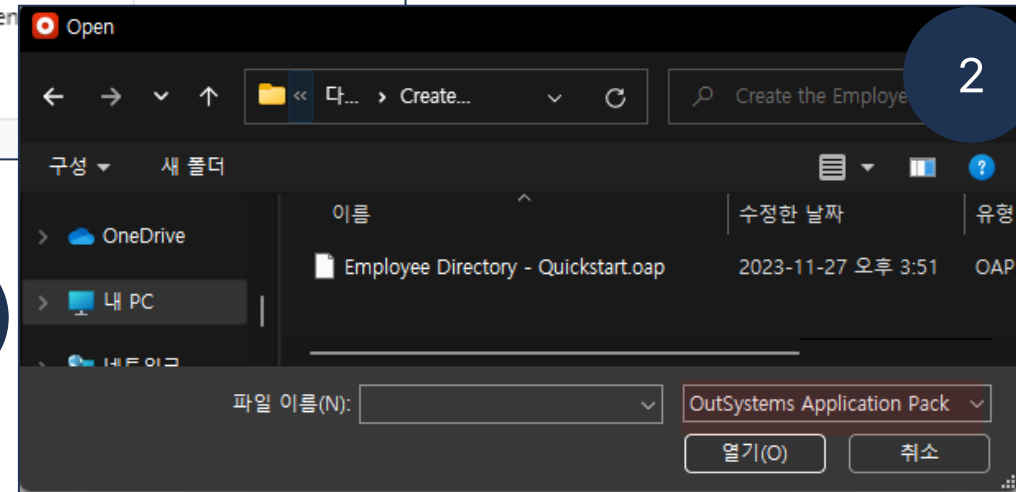 Open
2
다... › Create...
Create the Employe
구성
새 폴더
이름
수정한 날짜
유형
OneDrive
Employee Directory - Quickstart.oap
2023-11-27 오후 3:51
OAP
내 PC
파일 이름(N):
OutSystems Application Pack
열기(O)
취소